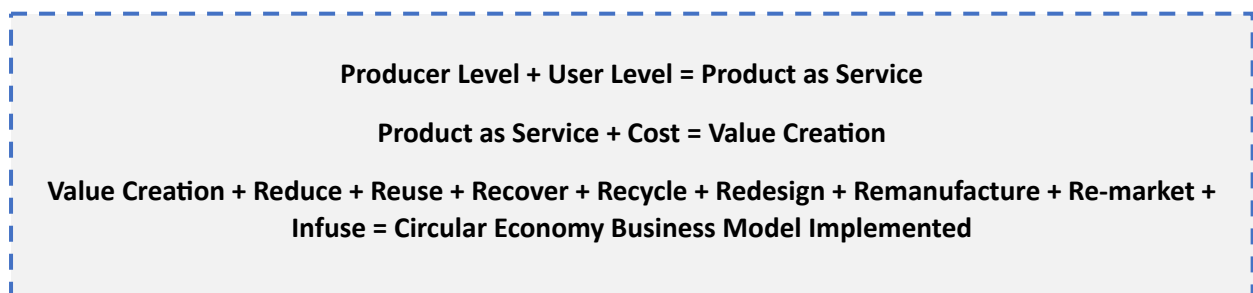 Producer Level + User Level = Product as Service
Product as Service + Cost = Value Creation
Value Creation + Reduce + Reuse + Recover + Recycle + Redesign + Remanufacture + Re-market +
Infuse = Circular Economy Business Model Implemented